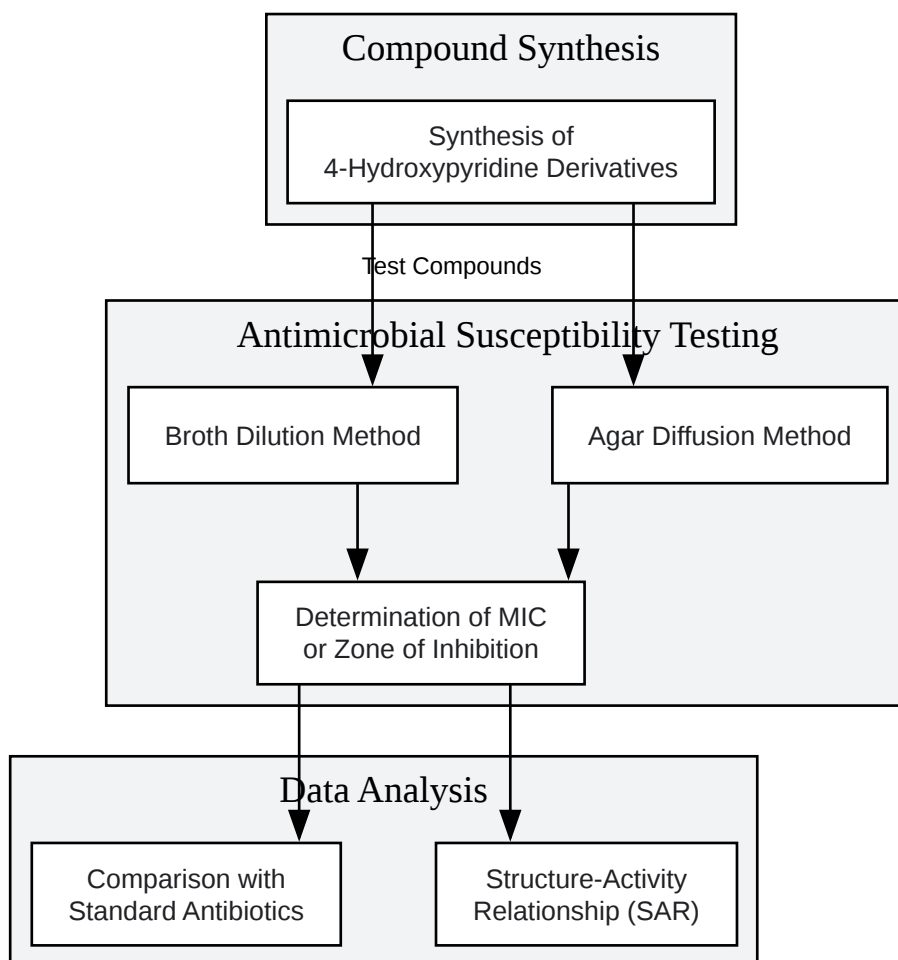 Compound Synthesis
Synthesis of
4-Hydroxypyridine Derivatives
Test Compounds
Antimicrobial Susceptibility Testing
Broth Dilution Method
Agar Diffusion Method
Determination of MIC
or Zone of Inhibition
Data Analysis
Comparison with
Standard Antibiotics
Structure-Activity
Relationship (SAR)